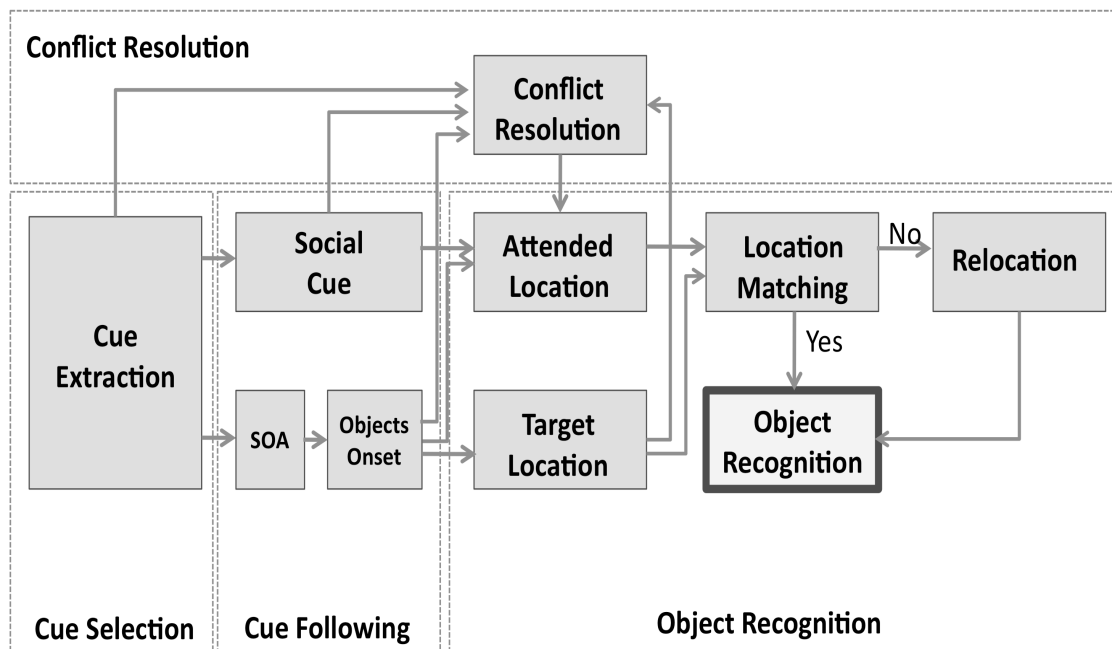 Conflict Resolution
Conflict
Resolution
Cue
Extraction
Social
Cue
SOA
Objects
Onset
Attended
Location
Target
Location
Location
Matching
No
Relocation
Yes
Object
Recognition
Cue Selection
Cue Following
Object Recognition